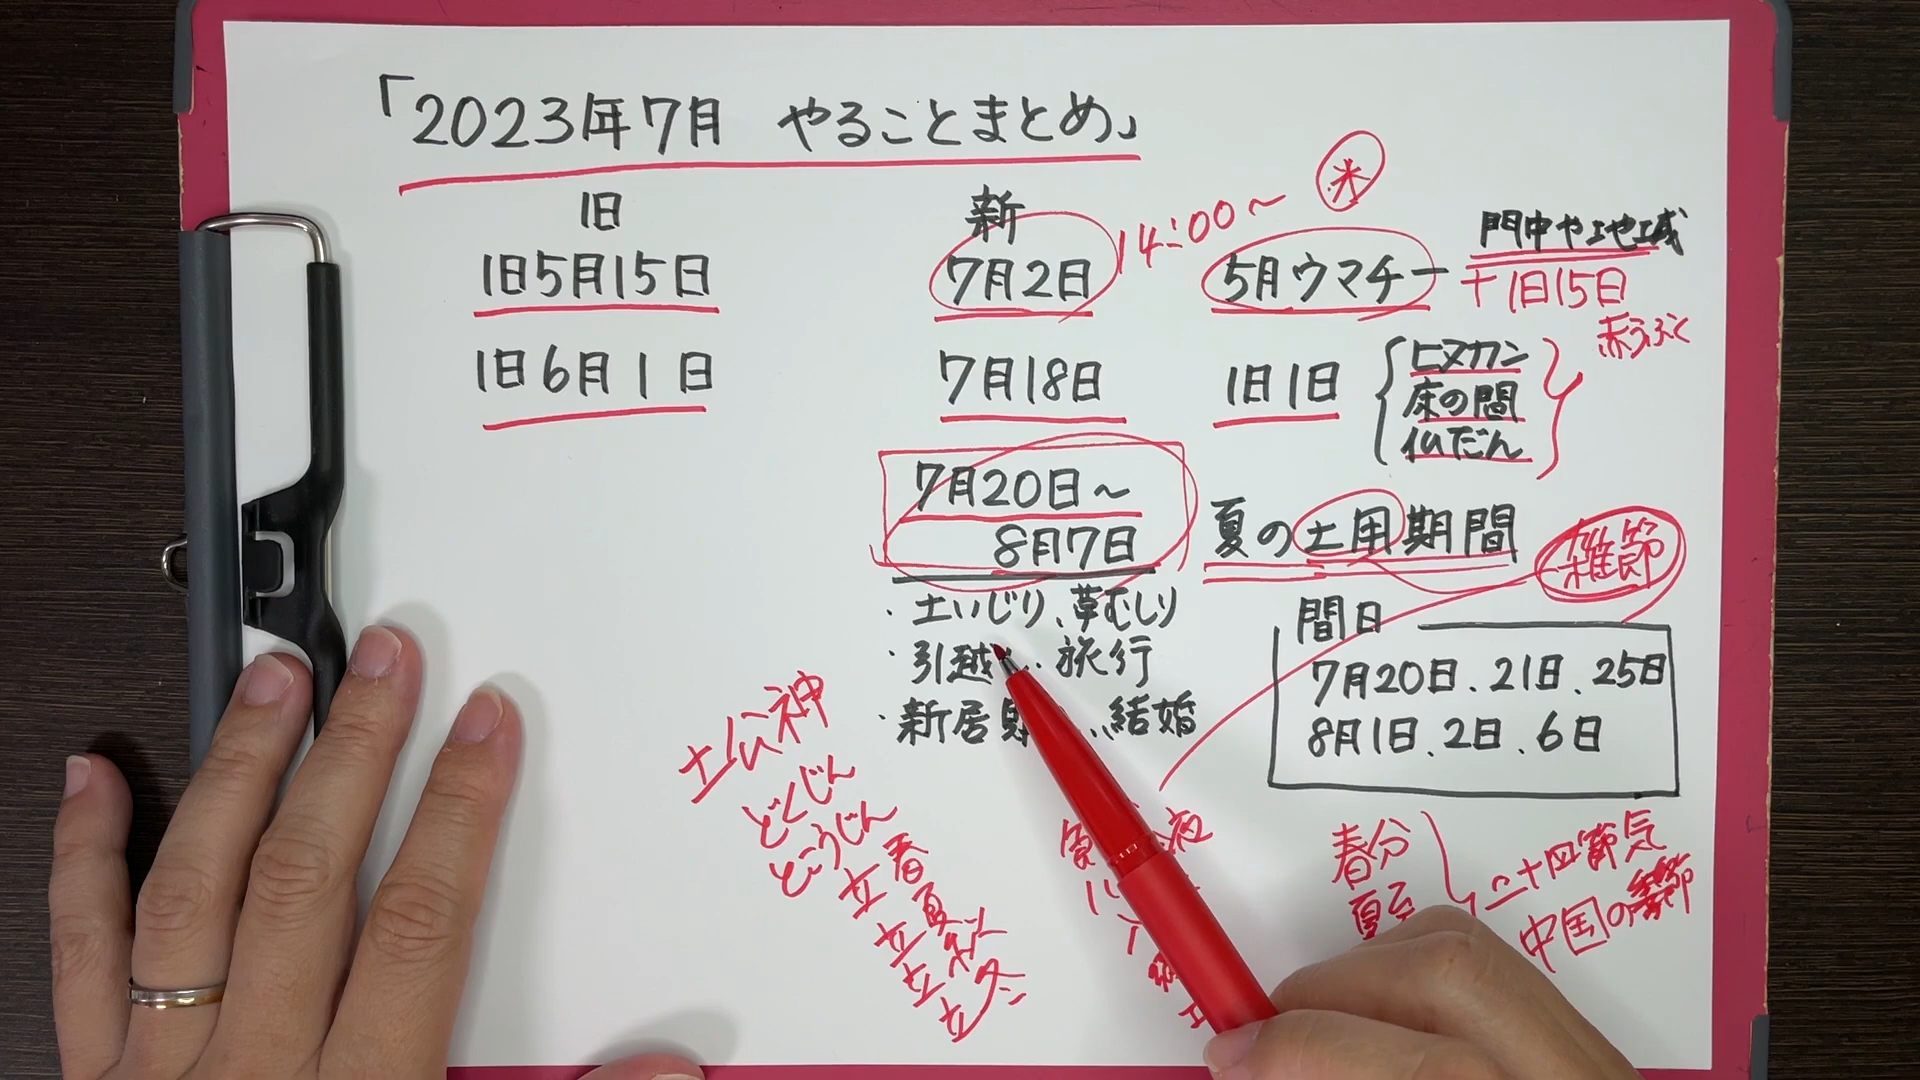 「2023年7月 やることまとめ」
旧
新
旧5月15日
7月2日
14:00～
米
5月ウマチー
門中や地域
＋1日15日
赤うぶく
旧6月1日
7月18日
1日1日
ヒヌカン
床の間
仏だん
7月20日～
8月7日
夏の土用期間
雑節
・土いじり、草むしり
・引越 旅行
・新居 、結婚
間日
7月20日、21日、25日
8月1日、2日、6日
土公神
どくじん
どこうじん
立春
立夏
立秋
立冬
春分
夏至
二十四節気
中国の季節